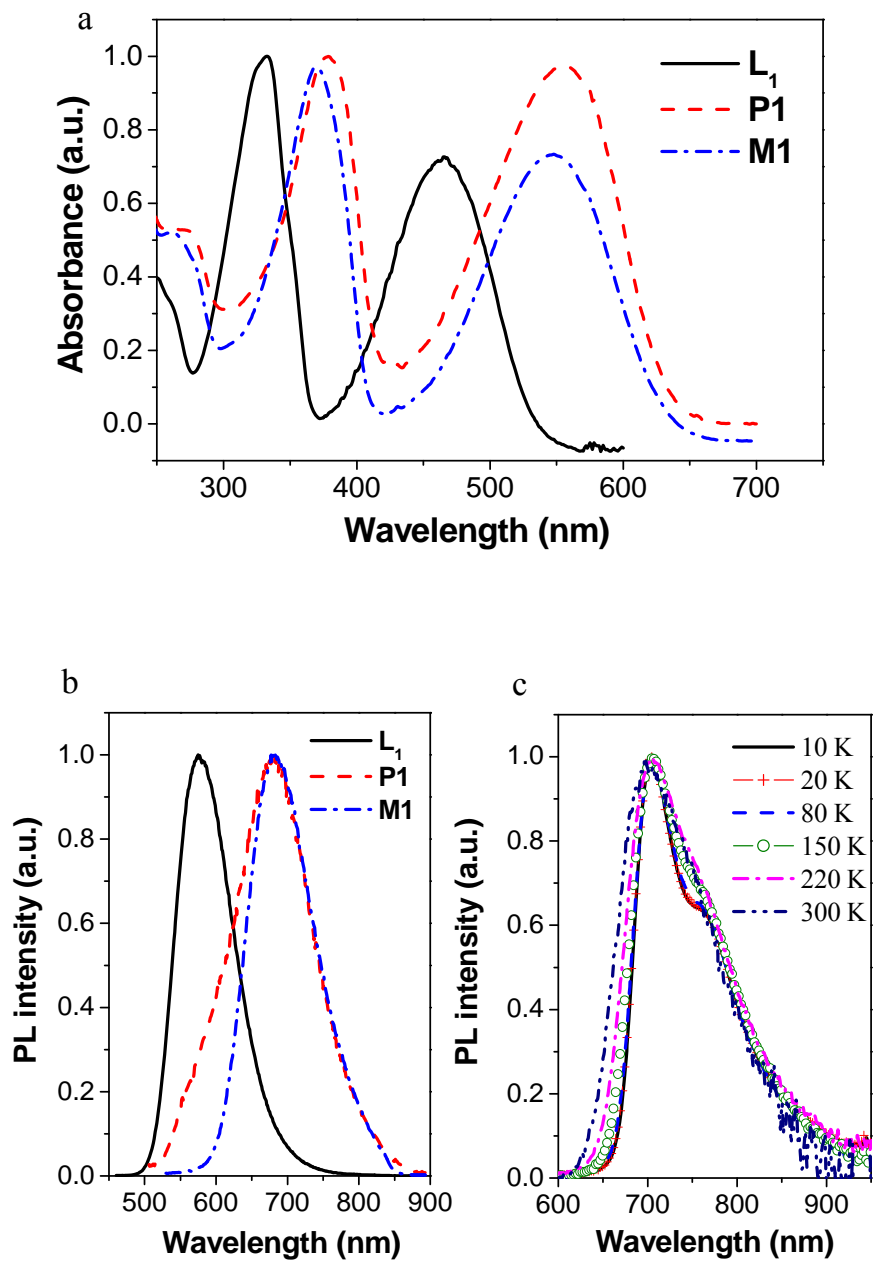 a
Absorbance (a.u.)
1.0
0.8
0.6
0.4
0.2
0.0
L1
P1
M1
300 400 500 600 700
Wavelength (nm)
b
PL intensity (a.u.)
1.0
0.8
0.6
0.4
0.2
0.0
L1
P1
M1
500 600 700 800 900
Wavelength (nm)
c
PL intensity (a.u.)
1.0
0.8
0.6
0.4
0.2
0.0
10 K
20 K
80 K
150 K
220 K
300 K
600 700 800 900
Wavelength (nm)